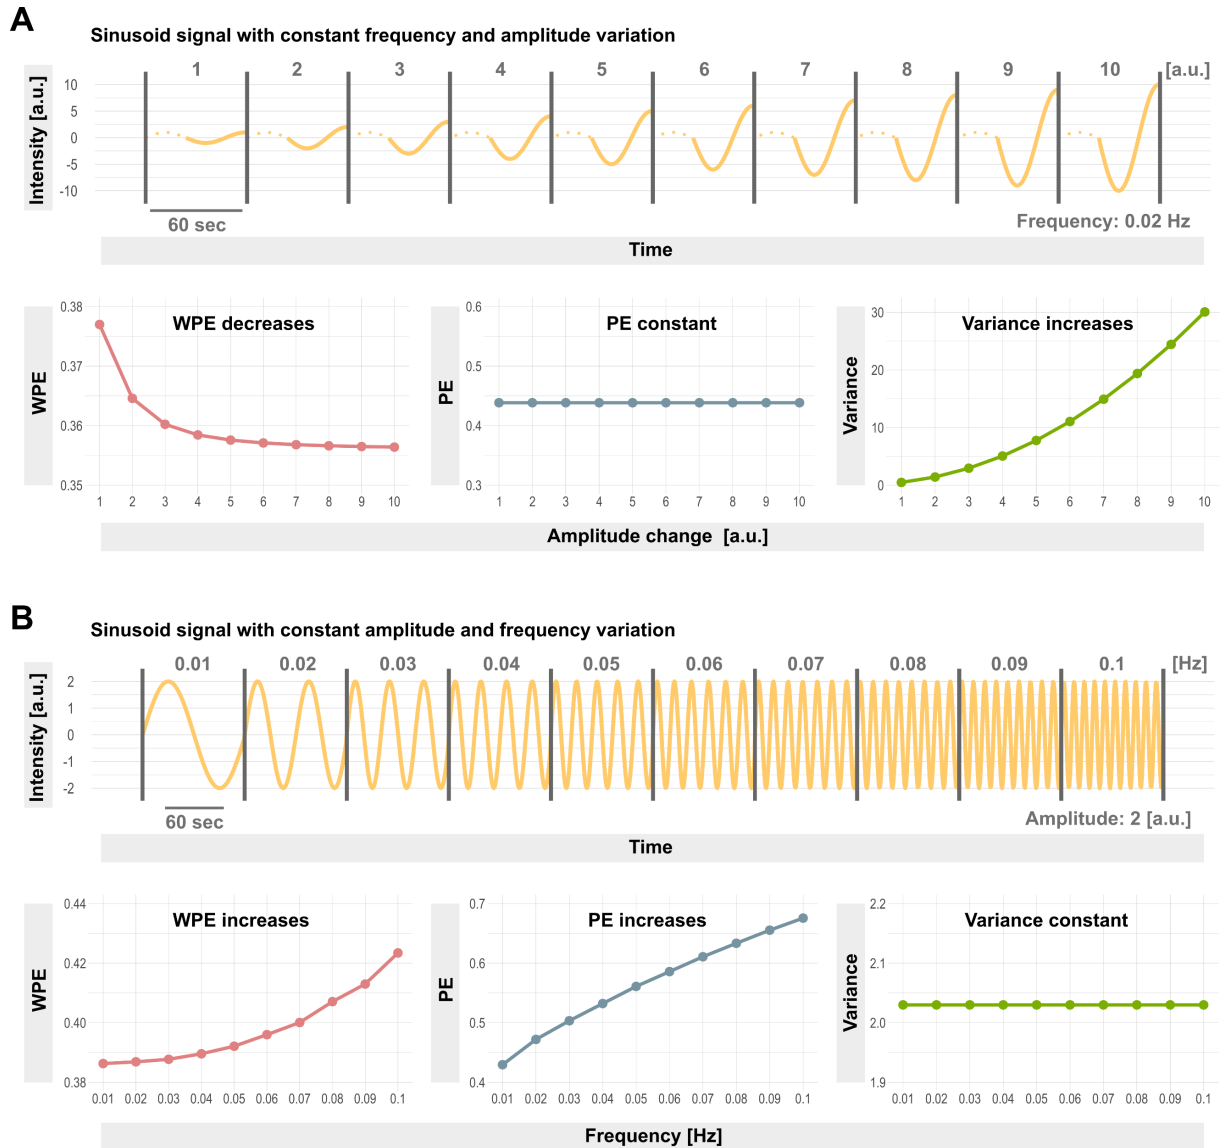 A
Sinusoid signal with constant frequency and amplitude variation
1 2 3 4 5 6 7 8 9 10 [a.u.]
Intensity [a.u.]
10
5
0
-5
-10
60 sec
Frequency: 0.02 Hz
Time
WPE
0.38
0.37
0.36
0.35
WPE decreases
1 2 3 4 5 6 7 8 9 10
PE
0.6
0.5
0.4
0.3
PE constant
1 2 3 4 5 6 7 8 9 10
Variance
30
20
10
0
Variance increases
1 2 3 4 5 6 7 8 9 10
Amplitude change [a.u.]
B
Sinusoid signal with constant amplitude and frequency variation
0.01 0.02 0.03 0.04 0.05 0.06 0.07 0.08 0.09 0.1 [Hz]
Intensity [a.u.]
2
1
0
-1
-2
60 sec
Amplitude: 2 [a.u.]
Time
WPE
0.44
0.42
0.40
0.38
WPE increases
0.01 0.02 0.03 0.04 0.05 0.06 0.07 0.08 0.09 0.1
PE
0.7
0.6
0.5
0.4
PE increases
0.01 0.02 0.03 0.04 0.05 0.06 0.07 0.08 0.09 0.1
Variance
2.2
2.1
2.0
1.9
Variance constant
0.01 0.02 0.03 0.04 0.05 0.06 0.07 0.08 0.09 0.1
Frequency [Hz]